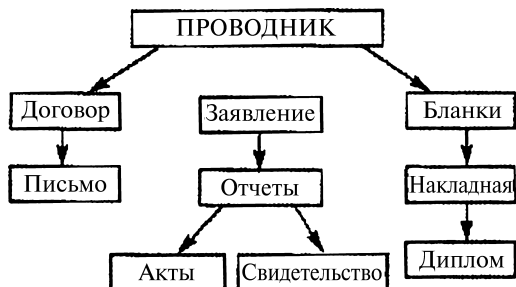 ПРОВОДНИК
Договор Заявление Бланки
Письмо Отчеты Накладная
Акты Свидетельство Диплом